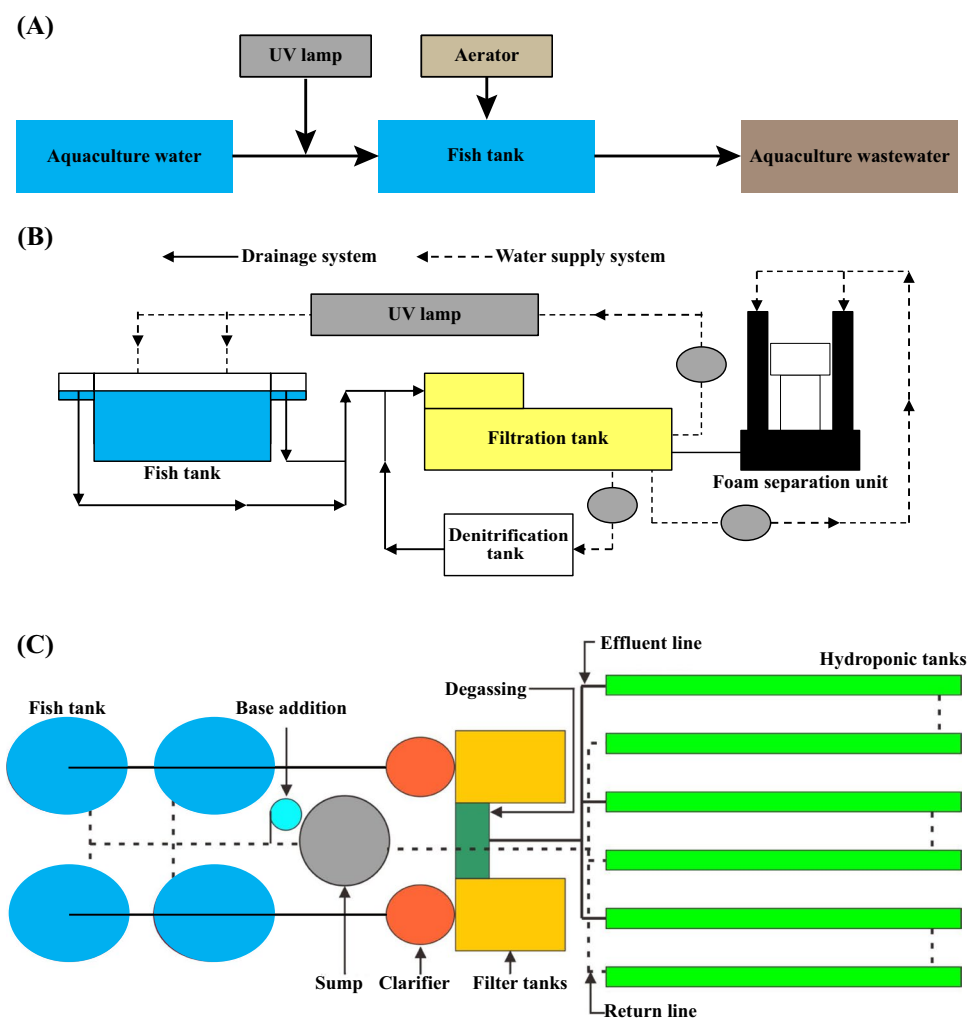 (A)
UV lamp
Aerator
Aquaculture water
Fish tank
Aquaculture wastewater
(B)
Drainage system
Water supply system
UV lamp
Filtration tank
Fish tank
Foam separation unit
Denitrification
tank
(C)
Effluent line
Hydroponic tanks
Degassing
Fish tank
Base addition
Sump
Clarifier
Filter tanks
Return line